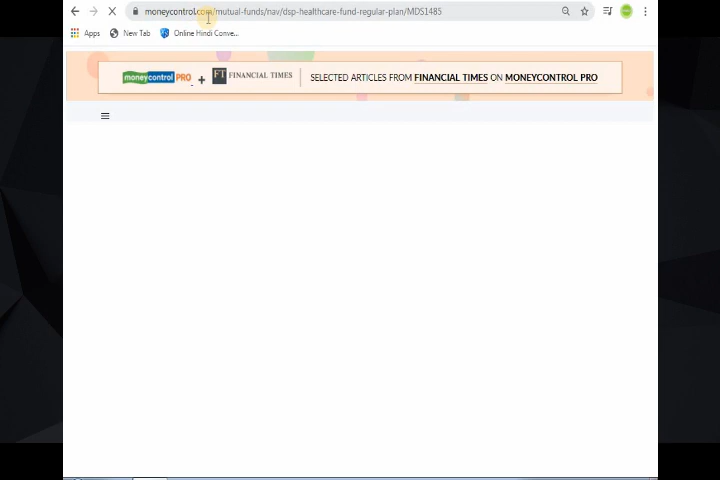 moneycontrol.com/mutual-funds/nav/dsp-healthcare-fund-regular-plan/MDS1485
Apps New Tab Online Hindi Conve...
moneycontrol PRO + FT FINANCIAL TIMES SELECTED ARTICLES FROM FINANCIAL TIMES ON MONEYCONTROL PRO